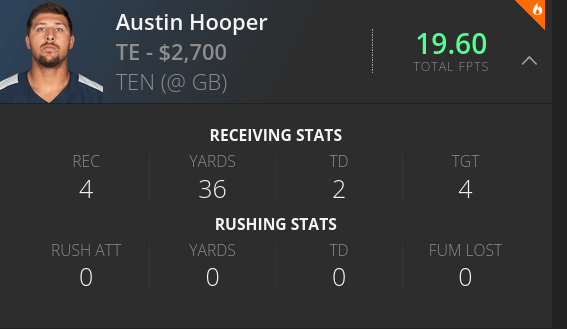 Austin Hooper
TE - $2,700
TEN (@ GB)
19.60
TOTAL FPTS
RECEIVING STATS
REC YARDS TD TGT
4 36 2 4
RUSHING STATS
RUSH ATT YARDS TD FUM LOST
0 0 0 0